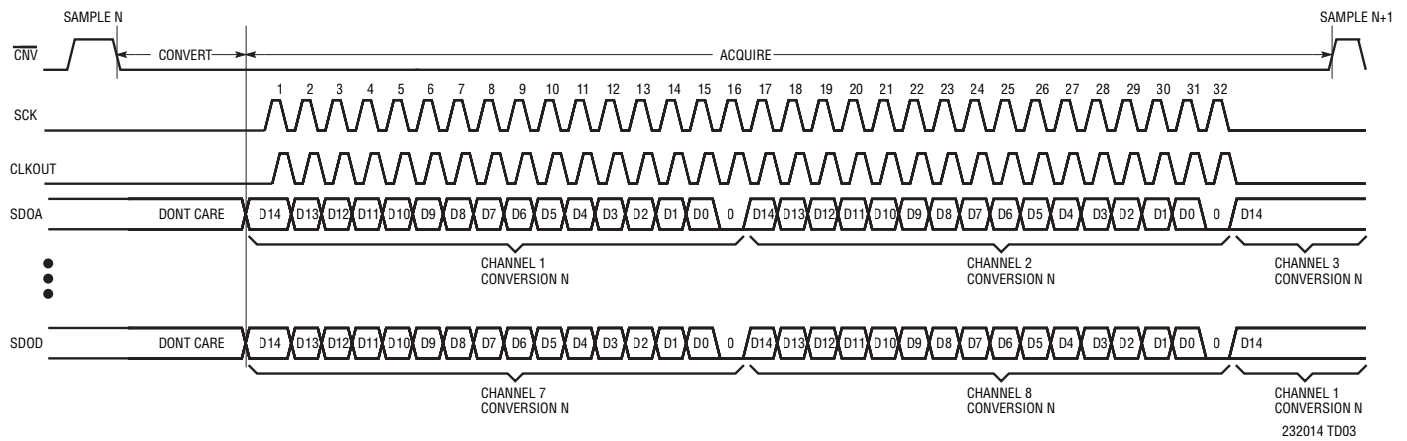 SAMPLE N SAMPLE N+1
CNV CONVERT ACQUIRE
1 2 3 4 5 6 7 8 9 10 11 12 13 14 15 16 17 18 19 20 21 22 23 24 25 26 27 28 29 30 31 32
SCK
CLKOUT
SDOA DONT CARE D14 D13 D12 D11 D10 D9 D8 D7 D6 D5 D4 D3 D2 D1 D0 0 D14 D13 D12 D11 D10 D9 D8 D7 D6 D5 D4 D3 D2 D1 D0 0 D14
CHANNEL 1 CHANNEL 2 CHANNEL 3
CONVERSION N CONVERSION N CONVERSION N
SDOD DONT CARE D14 D13 D12 D11 D10 D9 D8 D7 D6 D5 D4 D3 D2 D1 D0 0 D14 D13 D12 D11 D10 D9 D8 D7 D6 D5 D4 D3 D2 D1 D0 0 D14
CHANNEL 7 CHANNEL 8 CHANNEL 1
CONVERSION N CONVERSION N CONVERSION N
232014 TD03